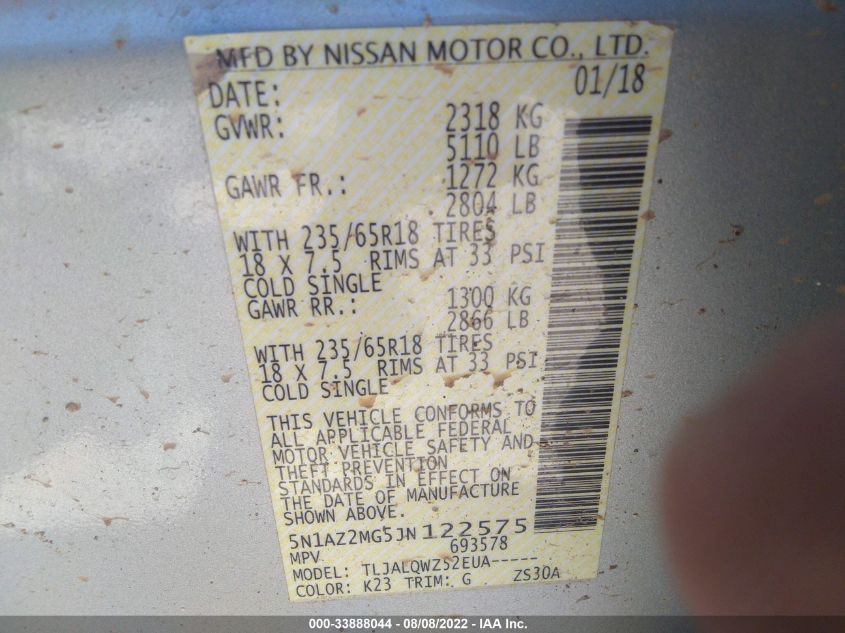 MFD BY NISSAN MOTOR CO., LTD.
DATE: 01/18
GVWR: 2318 KG
5110 LB
GAWR FR.: 1272 KG
2804 LB
WITH 235/65R18 TIRES
18 X 7.5 RIMS AT 33 PSI
COLD SINGLE
GAWR RR.: 1300 KG
2866 LB
WITH 235/65R18 TIRES
18 X 7.5 RIMS AT 33 PSI
COLD SINGLE
THIS VEHICLE CONFORMS TO
ALL APPLICABLE FEDERAL
MOTOR VEHICLE SAFETY AND
THEFT PREVENTION
STANDARDS IN EFFECT ON
THE DATE OF MANUFACTURE
SHOWN ABOVE.
5N1AZ2MG5JN122575
MPV 693578
MODEL: TLJALQWZ52EUA-----
COLOR: K23 TRIM: G ZS30A
000-33888044 - 08/08/2022 - IAA Inc.